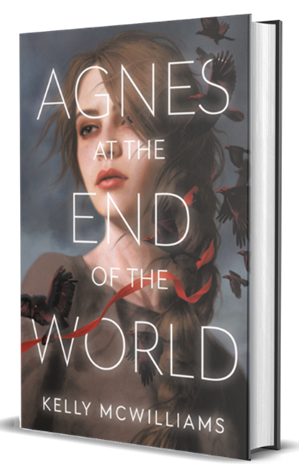 AGNES
AT THE
END
OF THE
WORLD
KELLY MCWILLIAMS